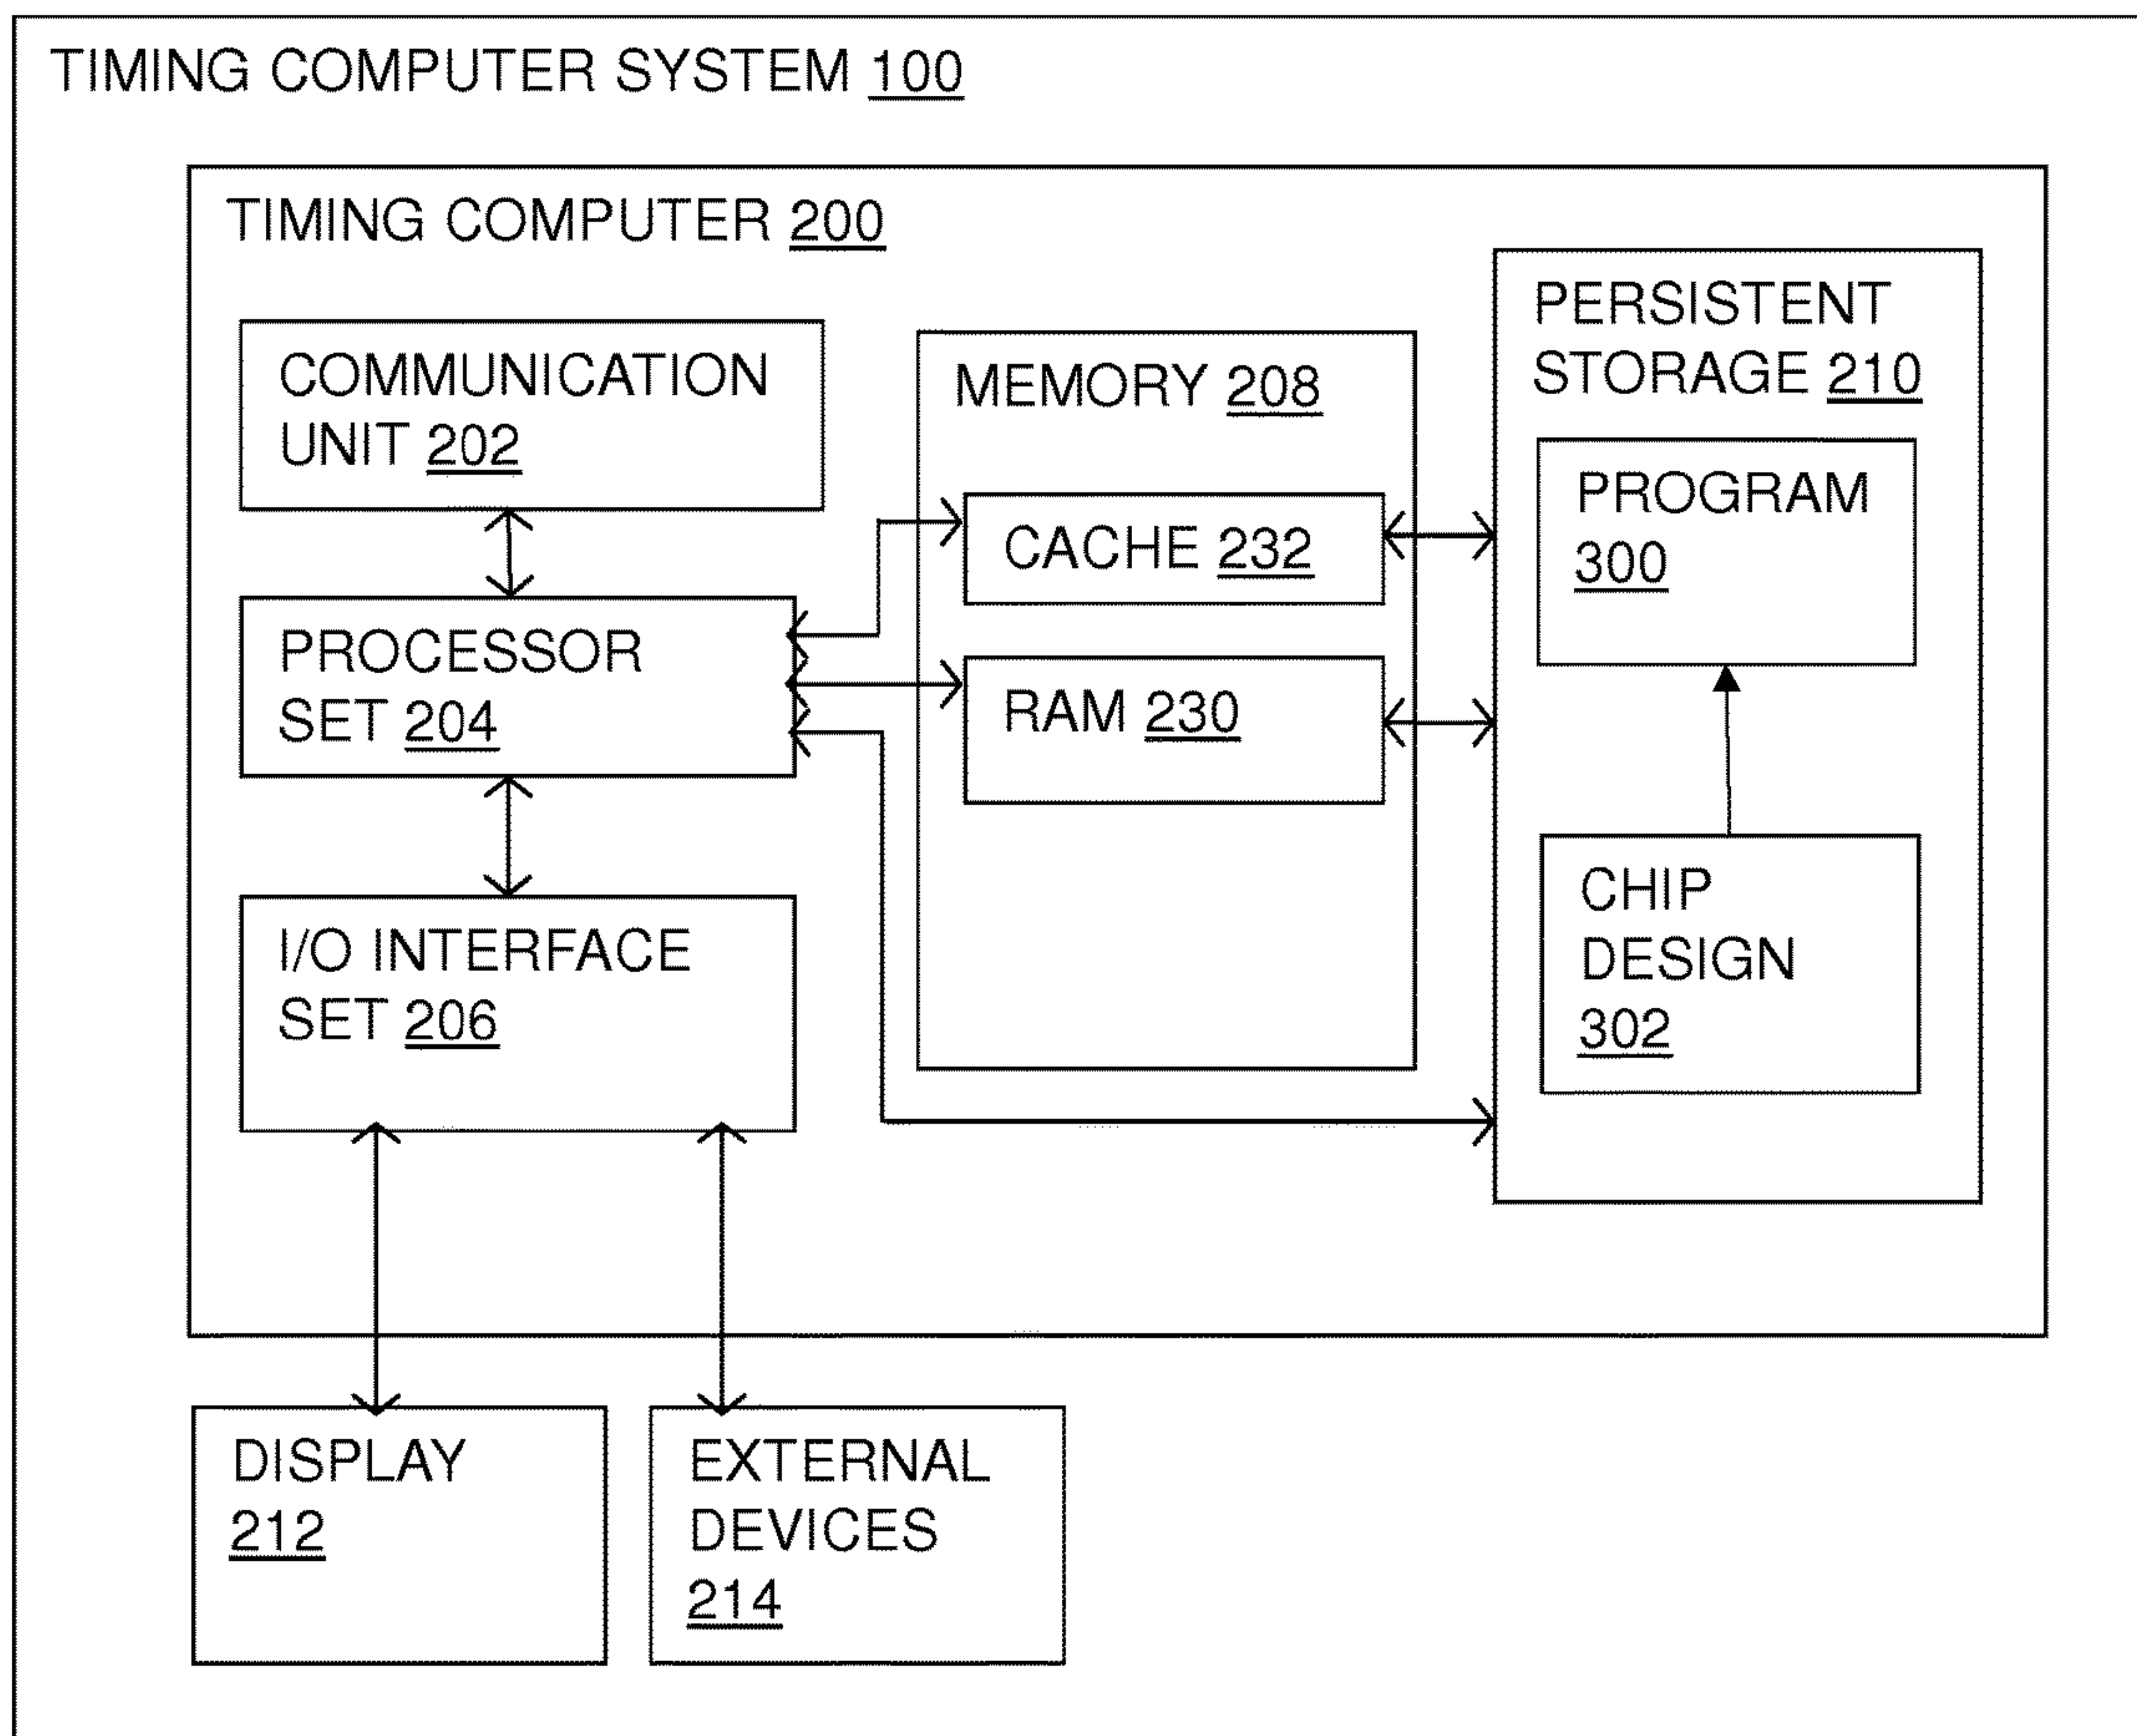 TIMING COMPUTER SYSTEM 100
TIMING COMPUTER 200
COMMUNICATION
UNIT 202
PROCESSOR
SET 204
I/O INTERFACE
SET 206
MEMORY 208
CACHE 232
RAM 230
PERSISTENT
STORAGE 210
PROGRAM
300
CHIP
DESIGN
302
DISPLAY
212
EXTERNAL
DEVICES
214